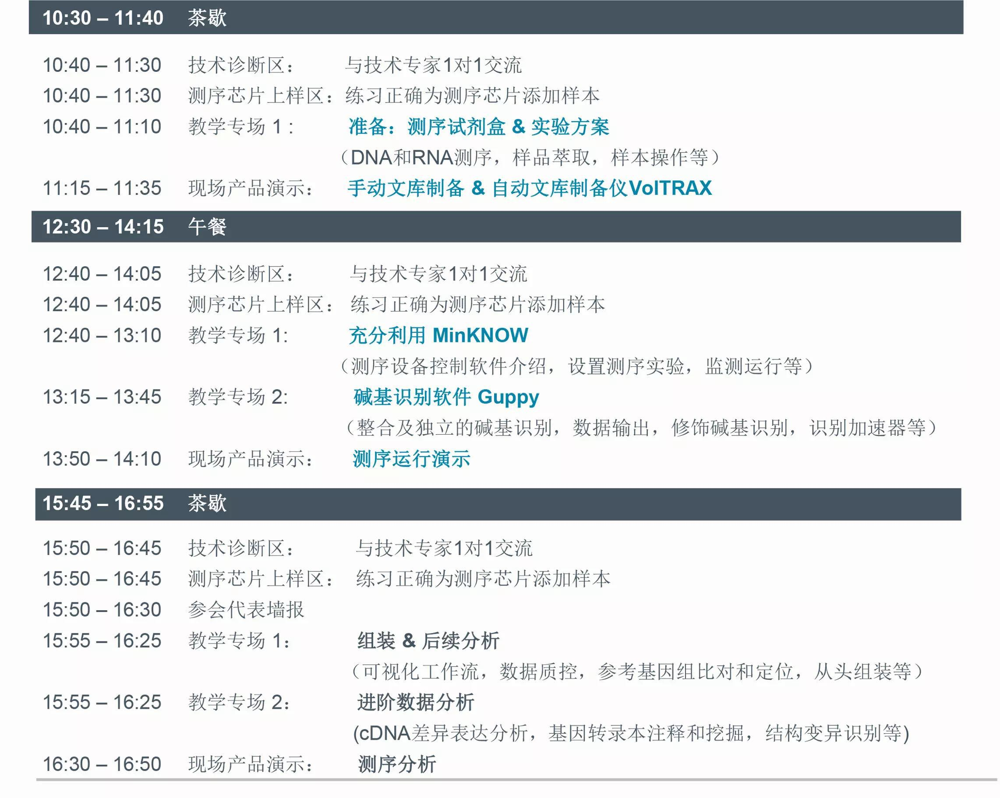 10:30 – 11:40 茶歇
10:40 – 11:30 技术诊断区： 与技术专家1对1交流
10:40 – 11:30 测序芯片上样区：练习正确为测序芯片添加样本
10:40 – 11:10 教学专场 1 : 准备：测序试剂盒 & 实验方案
（DNA和RNA测序，样品萃取，样本操作等）
11:15 – 11:35 现场产品演示： 手动文库制备 & 自动文库制备仪VolTRAX
12:30 – 14:15 午餐
12:40 – 14:05 技术诊断区： 与技术专家1对1交流
12:40 – 14:05 测序芯片上样区： 练习正确为测序芯片添加样本
12:40 – 13:10 教学专场 1: 充分利用 MinKNOW
（测序设备控制软件介绍，设置测序实验，监测运行等）
13:15 – 13:45 教学专场 2: 碱基识别软件 Guppy
（整合及独立的碱基识别，数据输出，修饰碱基识别，识别加速器等）
13:50 – 14:10 现场产品演示： 测序运行演示
15:45 – 16:55 茶歇
15:50 – 16:45 技术诊断区： 与技术专家1对1交流
15:50 – 16:45 测序芯片上样区： 练习正确为测序芯片添加样本
15:50 – 16:30 参会代表墙报
15:55 – 16:25 教学专场 1： 组装 & 后续分析
（可视化工作流，数据质控，参考基因组比对和定位，从头组装等）
15:55 – 16:25 教学专场 2： 进阶数据分析
(cDNA差异表达分析，基因转录本注释和挖掘，结构变异识别等)
16:30 – 16:50 现场产品演示： 测序分析